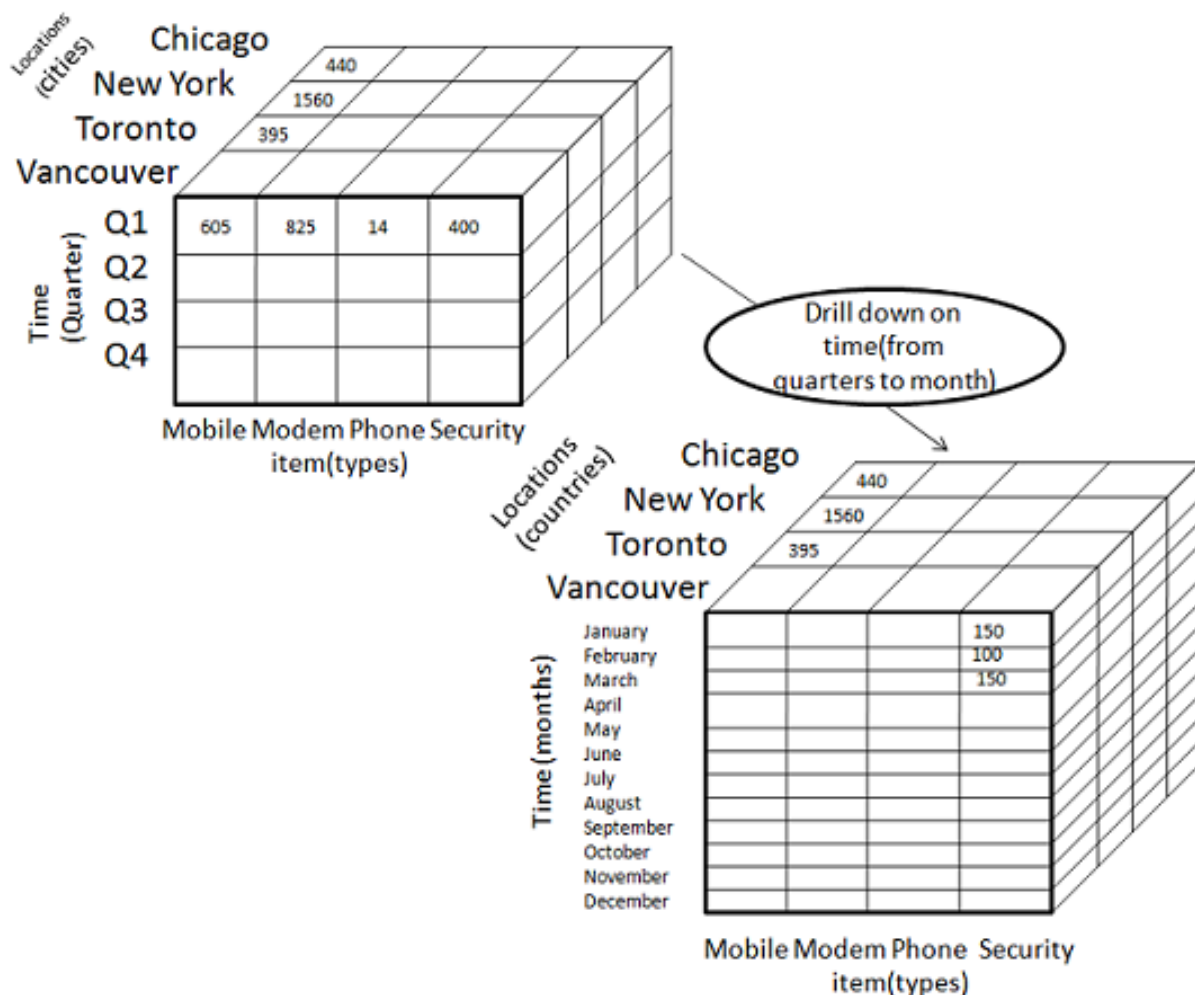 Locations
(cities)
Chicago
New York
Toronto
Vancouver
440
1560
395
Time
(Quarter)
Q1
Q2
Q3
Q4
605 825 14 400
Mobile Modem Phone Security
item(types)
Drill down on
time(from
quarters to month)
Locations
(countries)
Chicago
New York
Toronto
Vancouver
440
1560
395
Time (months)
January 150
February 100
March 150
April
May
June
July
August
September
October
November
December
Mobile Modem Phone Security
item(types)